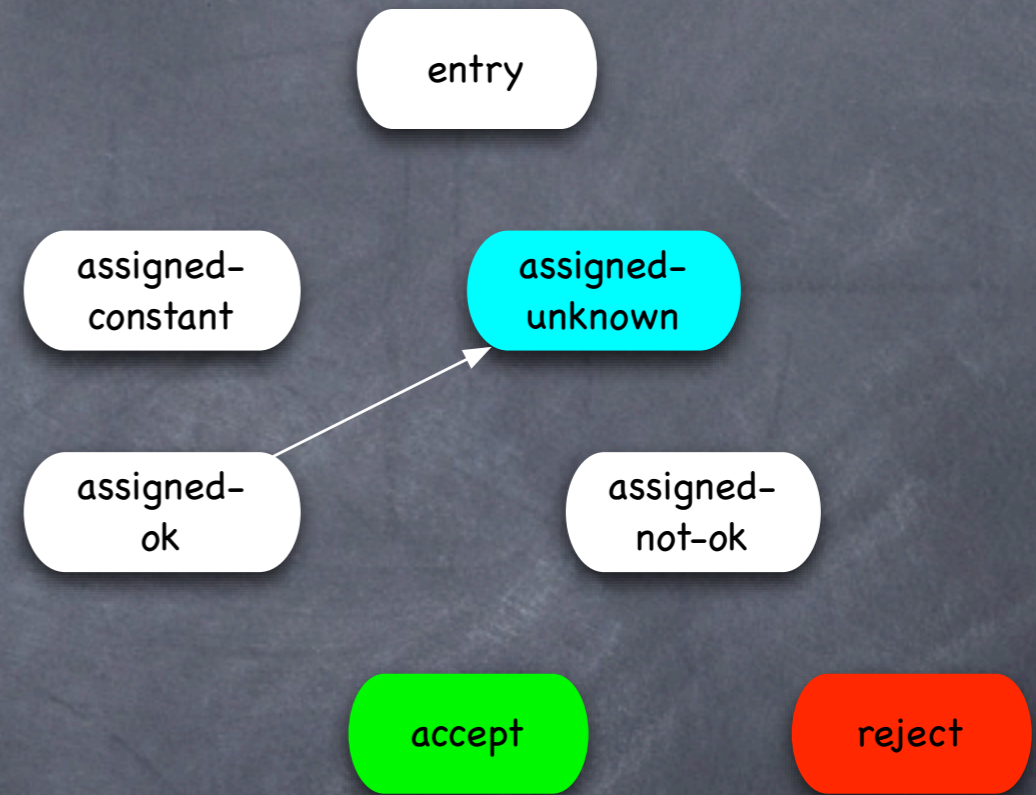 entry
assigned-
constant
assigned-
unknown
assigned-
ok
assigned-
not-ok
accept
reject